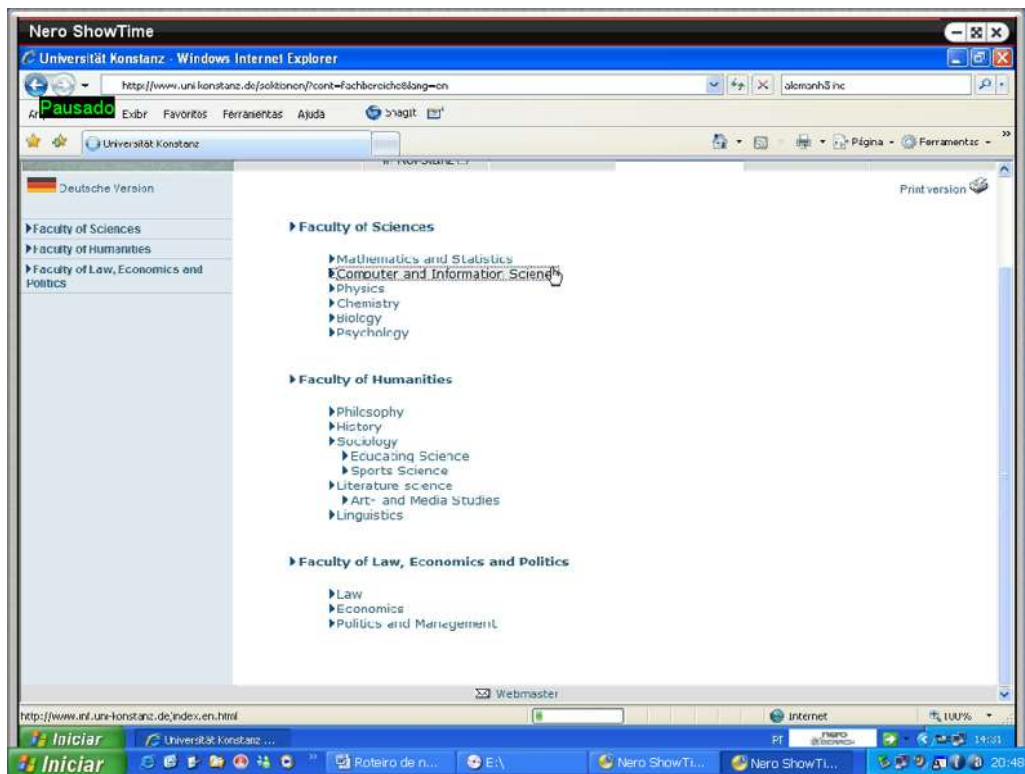 Nero ShowTime
Universität Konstanz - Windows Internet Explorer
http://www.uni-konstanz.de/sektionen/?cont=fachbereiche&lang=en
Pausado Exibir Favoritos Ferramentas Ajuda SnagIt
Universität Konstanz Página Ferramentas
Deutsche Version
Print version
Faculty of Sciences
Faculty of Humanities
Faculty of Law, Economics and
Politics
Faculty of Sciences
Mathematics and Statistics
Computer and Information Scien
Physics
Chemistry
Biology
Psychology
Faculty of Humanities
Philosophy
History
Sociology
Educating Science
Sports Science
Literature science
Art- and Media Studies
Linguistics
Faculty of Law, Economics and Politics
Law
Economics
Politics and Management
Webmaster
http://www.inf.uni-konstanz.de/index.en.html Internet 100%
Iniciar Universität Konstanz ... PT nero 14:31
Iniciar Roteiro de n... E:\ Nero ShowTi... Nero ShowTi... 20:48